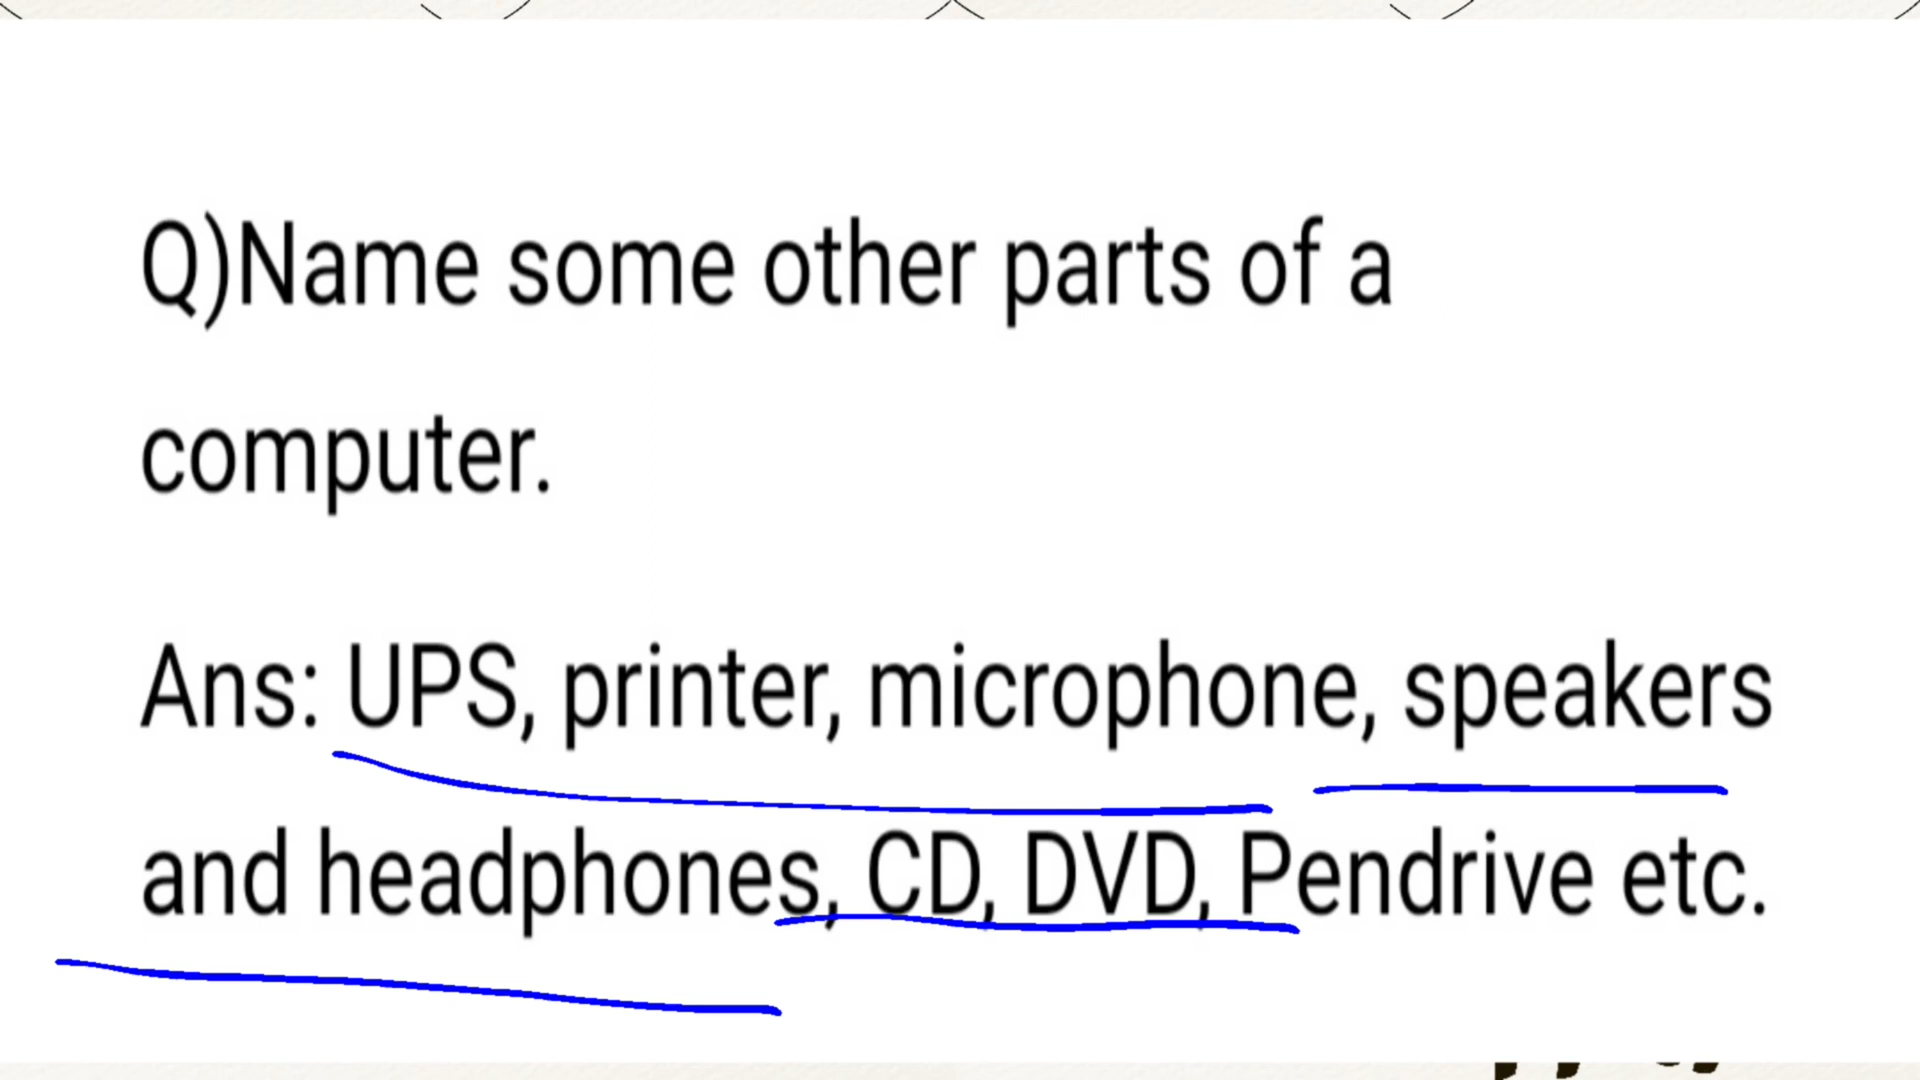 Q)Name some other parts of a
computer.
Ans: UPS, printer, microphone, speakers
and headphones, CD, DVD, Pendrive etc.